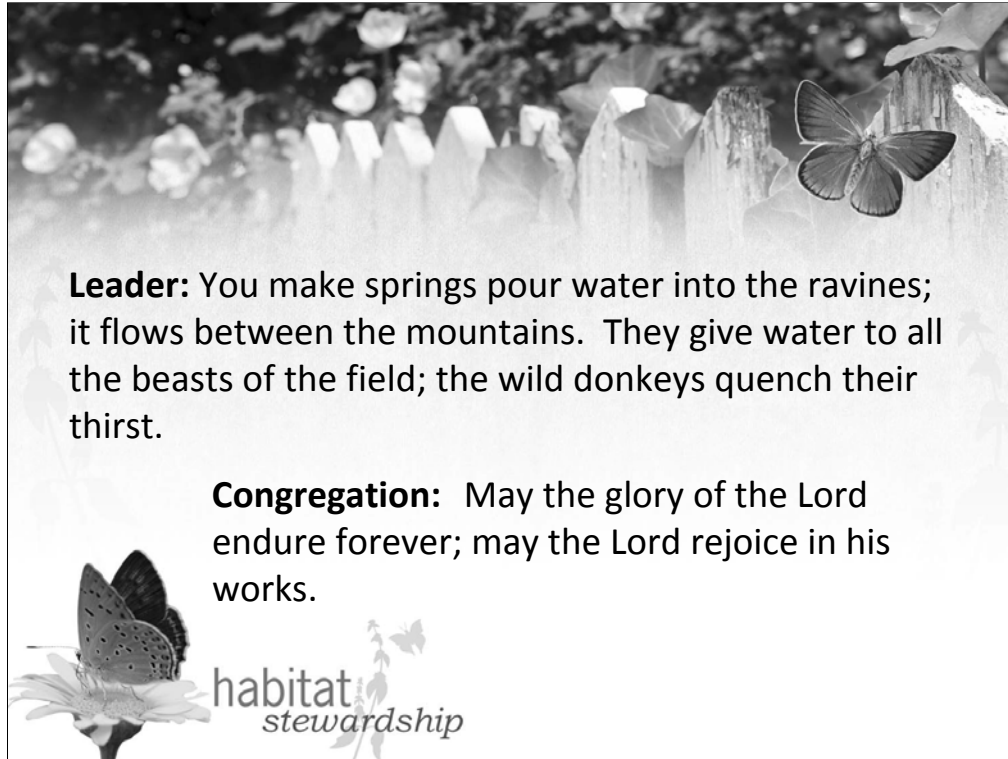 Leader: You make springs pour water into the ravines;
it flows between the mountains.  They give water to all
the beasts of the field; the wild donkeys quench their
thirst.
Congregation:  May the glory of the Lord
endure forever; may the Lord rejoice in his
works.
habitat
stewardship